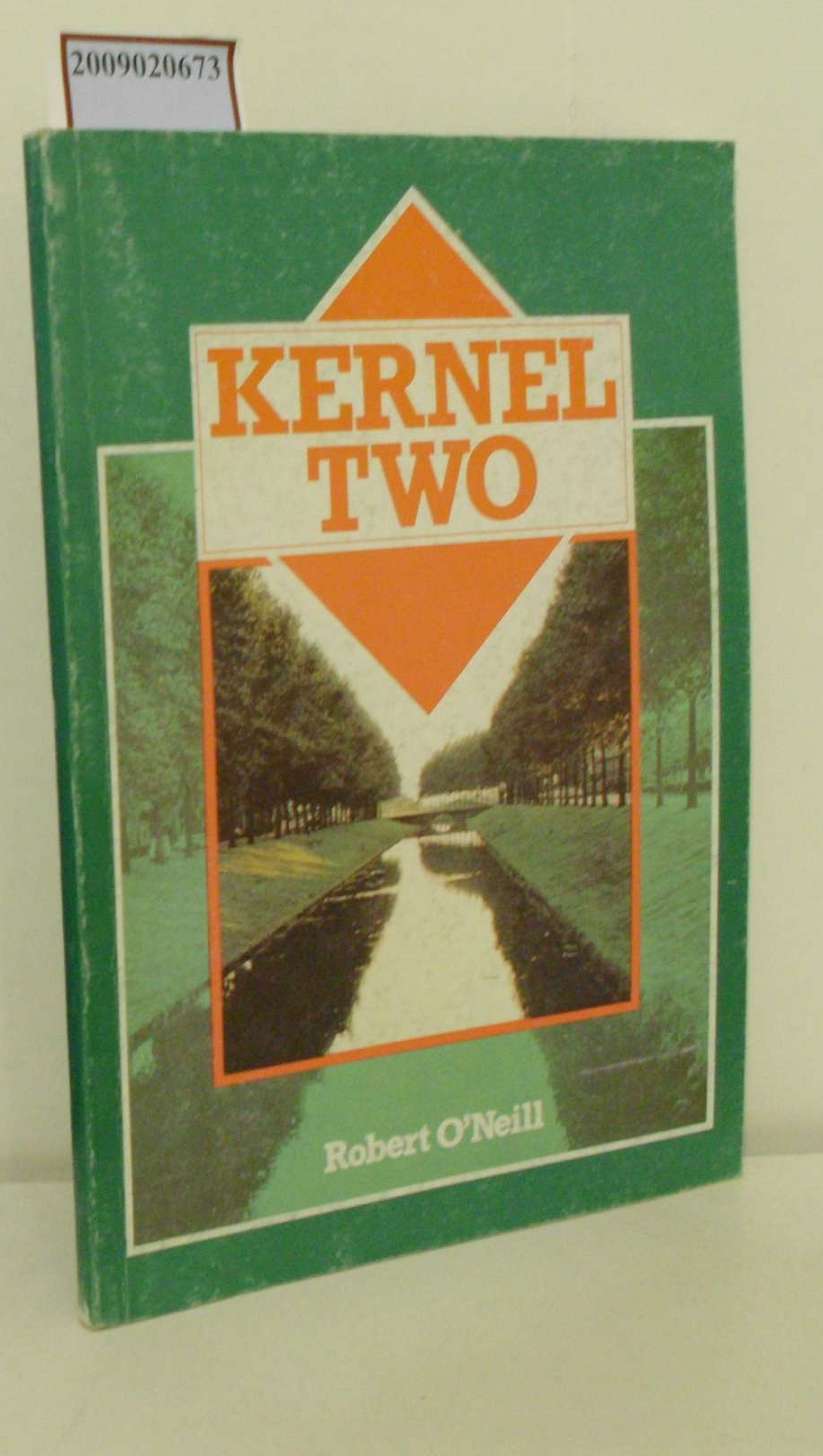 2009020673
KERNEL
TWO
Robert O'Neill